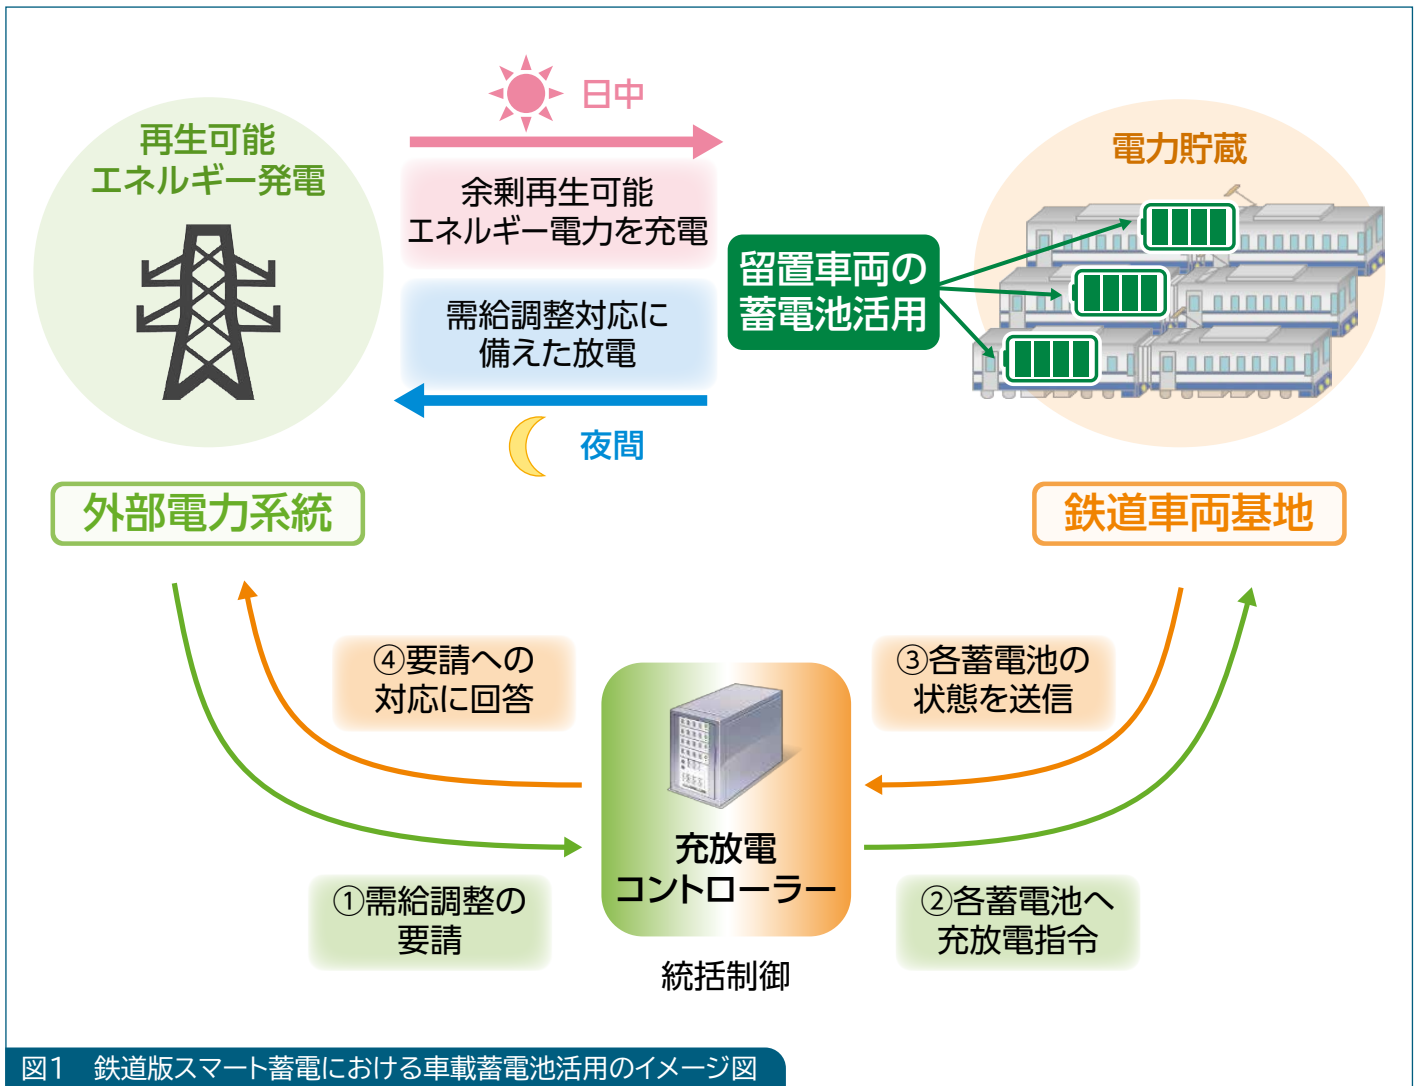 日中
再生可能
エネルギー発電
余剰再生可能
エネルギー電力を充電
電力貯蔵
留置車両の
蓄電池活用
需給調整対応に
備えた放電
夜間
外部電力系統
鉄道車両基地
④要請への
対応に回答
③各蓄電池の
状態を送信
充放電
コントローラー
①需給調整の
要請
②各蓄電池へ
充放電指令
統括制御
図1 鉄道版スマート蓄電における車載蓄電池活用のイメージ図